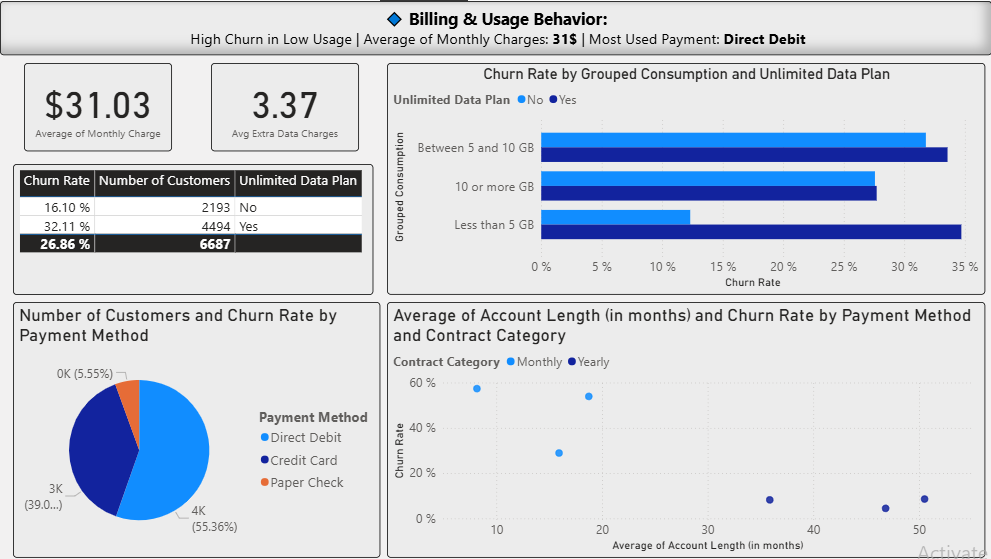 Billing & Usage Behavior:
High Churn in Low Usage | Average of Monthly Charges: 31$ | Most Used Payment: Direct Debit
$31.03
Average of Monthly Charge
3.37
Avg Extra Data Charges
Churn Rate Number of Customers Unlimited Data Plan
16.10 % 2193 No
32.11 % 4494 Yes
26.86 % 6687
Churn Rate by Grouped Consumption and Unlimited Data Plan
Unlimited Data Plan No Yes
Grouped Consumption
Between 5 and 10 GB
10 or more GB
Less than 5 GB
0 % 5 % 10 % 15 % 20 % 25 % 30 % 35 %
Churn Rate
Number of Customers and Churn Rate by
Payment Method
0K (5.55%)
3K
(39.0...)
4K
(55.36%)
Payment Method
Direct Debit
Credit Card
Paper Check
Average of Account Length (in months) and Churn Rate by Payment Method
and Contract Category
Contract Category Monthly Yearly
Churn Rate
60 %
40 %
20 %
0 %
10 20 30 40 50
Average of Account Length (in months)
Activate